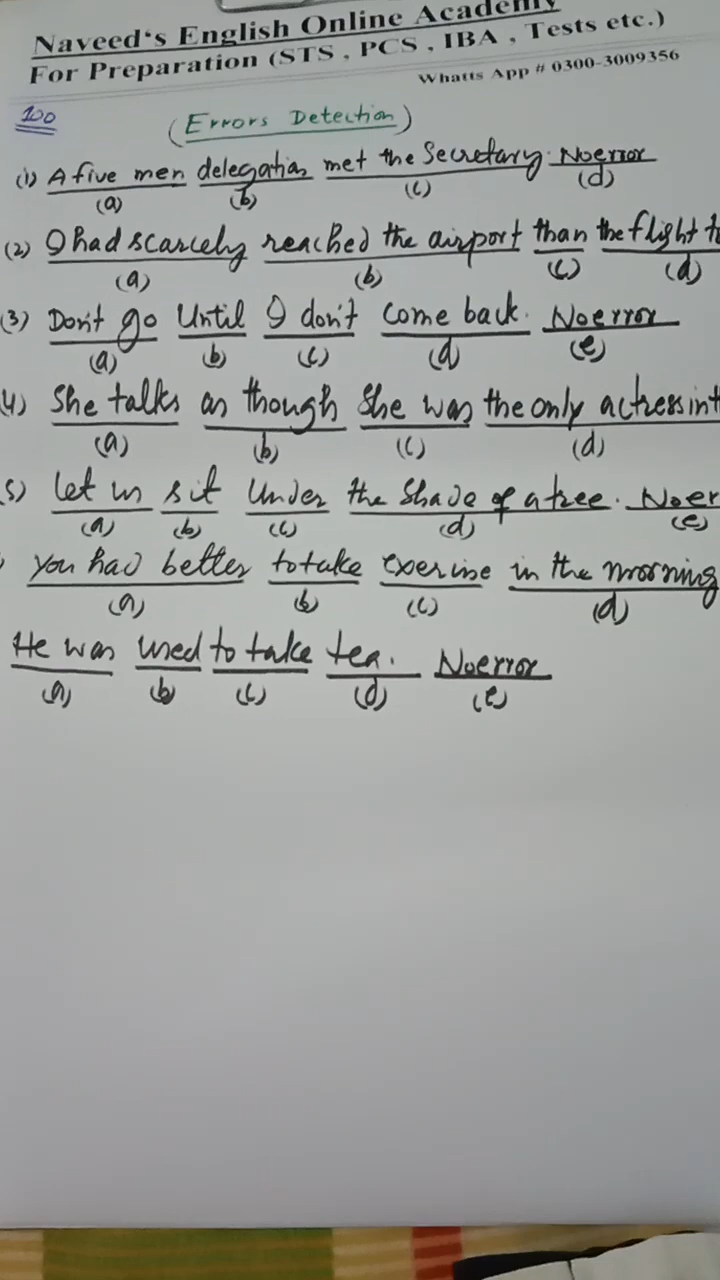 Naveed's English Online Academy
For Preparation (STS , PCS , IBA , Tests etc.)
Whatts App # 0300-3009356
100
(Errors Detection)
(1) A five men delegation met the Secretary. No error
(a) (b) (c) (d)
(2) I had scarcely reached the airport than the flight
(a) (b) (c) (d)
(3) Don't go Until I don't come back. No error
(a) (b) (c) (d) (e)
4) She talks as though she was the only actress
(a) (b) (c) (d)
5) let us sit Under the shade of a tree.
(a) (b) (c) (d) (e)
you had better to take exercise in the morning
(a) (b) (c) (d)
He was used to take tea. No error
(a) (b) (c) (d) (e)